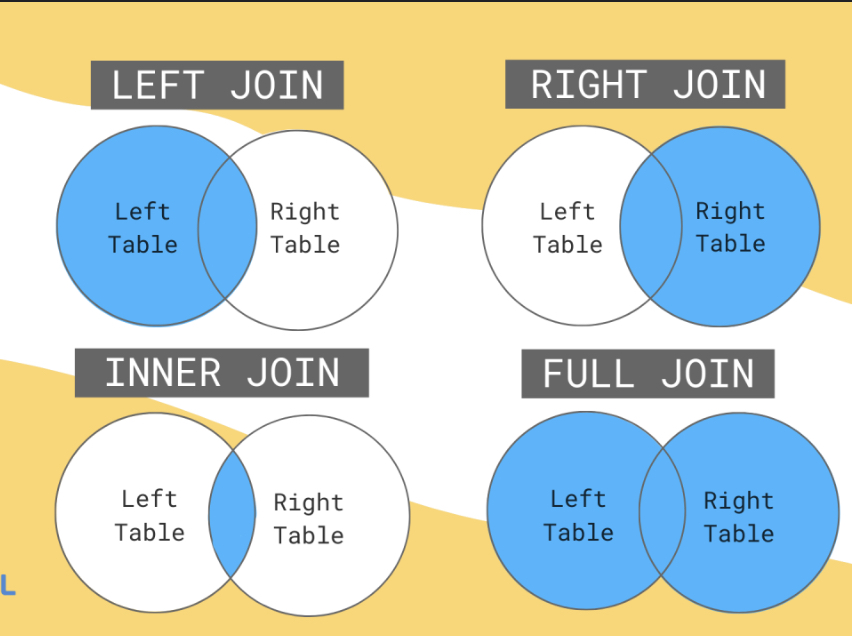 LEFT JOIN
Left
Table
Right
Table
RIGHT JOIN
Left
Table
Right
Table
INNER JOIN
Left
Table
Right
Table
FULL JOIN
Left
Table
Right
Table
L